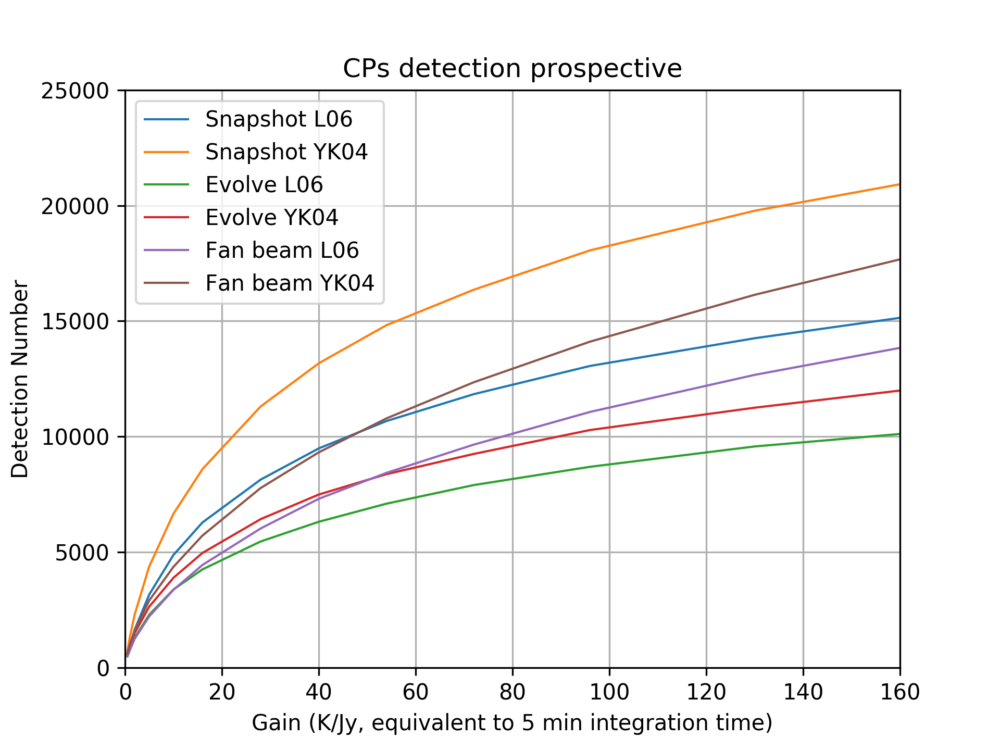 CPs detection prospective
25000
20000
15000
10000
5000
0
Detection Number
Snapshot L06
Snapshot YK04
Evolve L06
Evolve YK04
Fan beam L06
Fan beam YK04
0 20 40 60 80 100 120 140 160
Gain (K/Jy, equivalent to 5 min integration time)